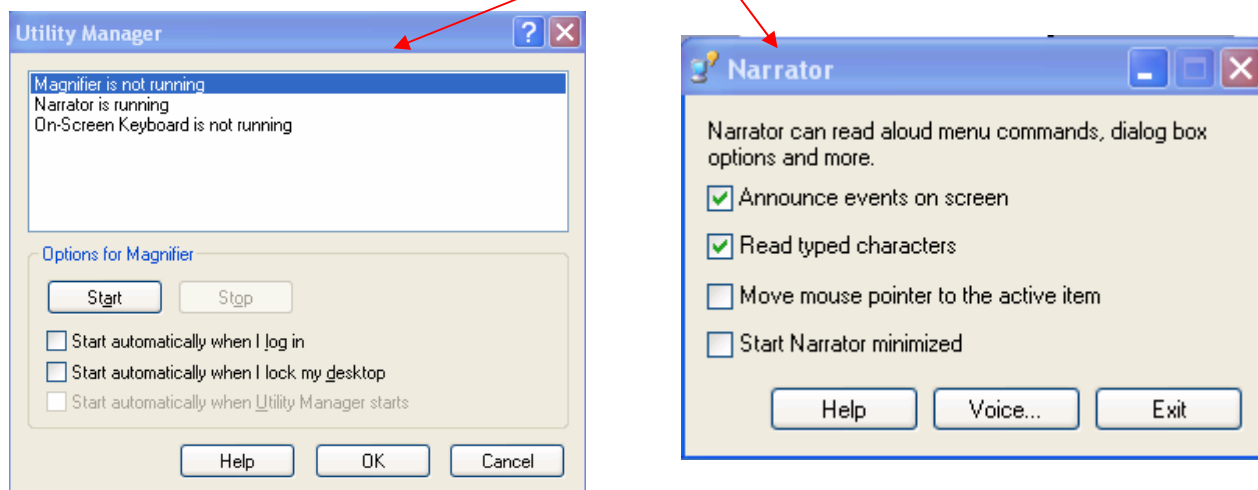 Utility Manager
Magnifier is not running
Narrator is running
On-Screen Keyboard is not running
Options for Magnifier
Start
Stop
Start automatically when I log in
Start automatically when I lock my desktop
Start automatically when Utility Manager starts
Help
OK
Cancel
Narrator
Narrator can read aloud menu commands, dialog box
options and more.
Announce events on screen
Read typed characters
Move mouse pointer to the active item
Start Narrator minimized
Help
Voice...
Exit